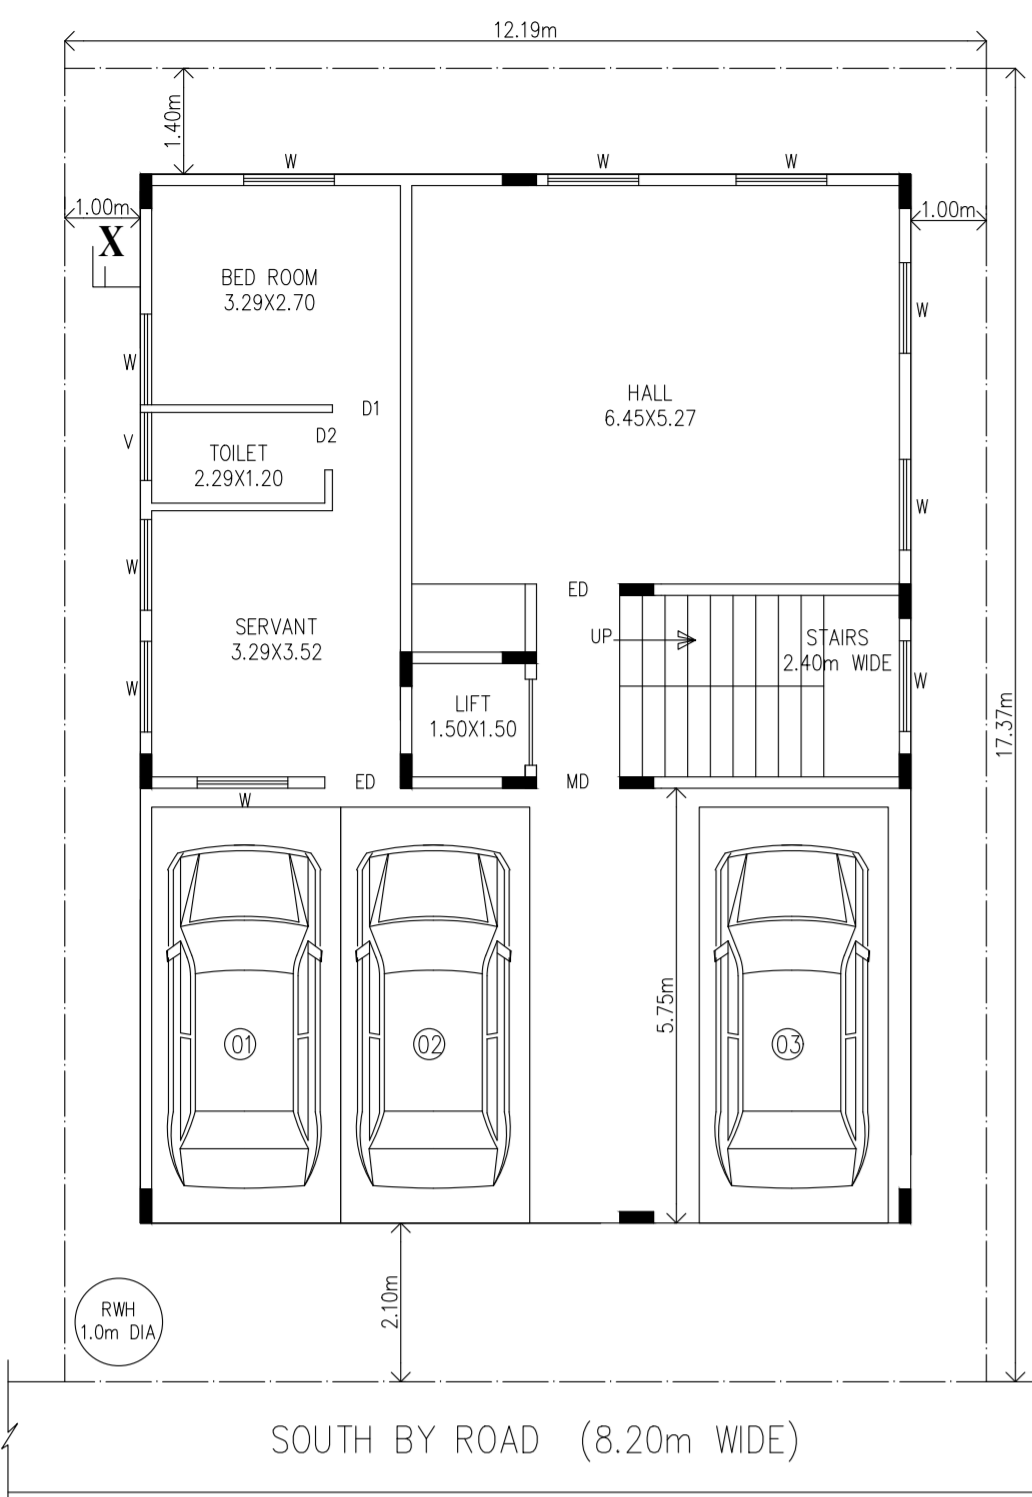 12.19m
1.40m
W
W
W
1.00m
1.00m
X
BED ROOM
3.29X2.70
W
W
HALL
6.45X5.27
D1
D2
V
TOILET
2.29X1.20
W
W
ED
SERVANT
3.29X3.52
UP
STAIRS
2.40m WIDE
W
W
LIFT
1.50X1.50
17.37m
ED
MD
W
5.75m
01
02
03
2.10m
RWH
1.0m DIA
SOUTH BY ROAD (8.20m WIDE)